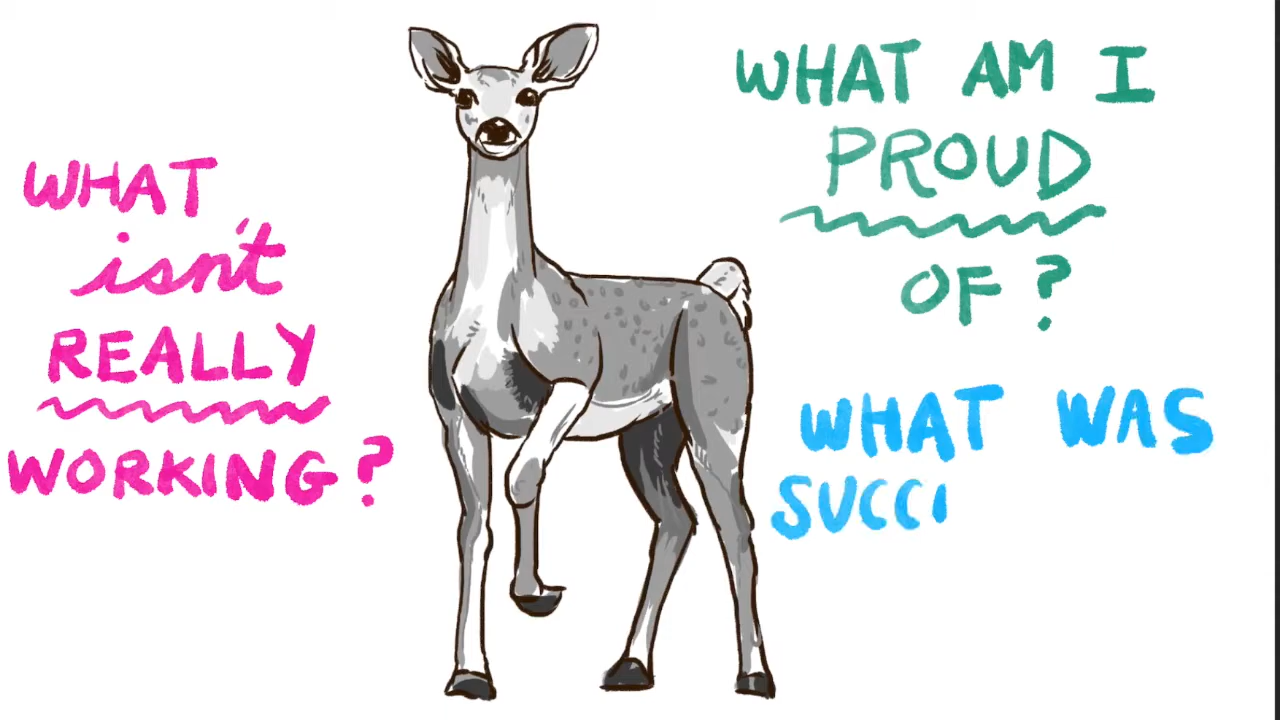 WHAT
isn't
REALLY
WORKING?
WHAT AM I
PROUD
OF?
WHAT WAS